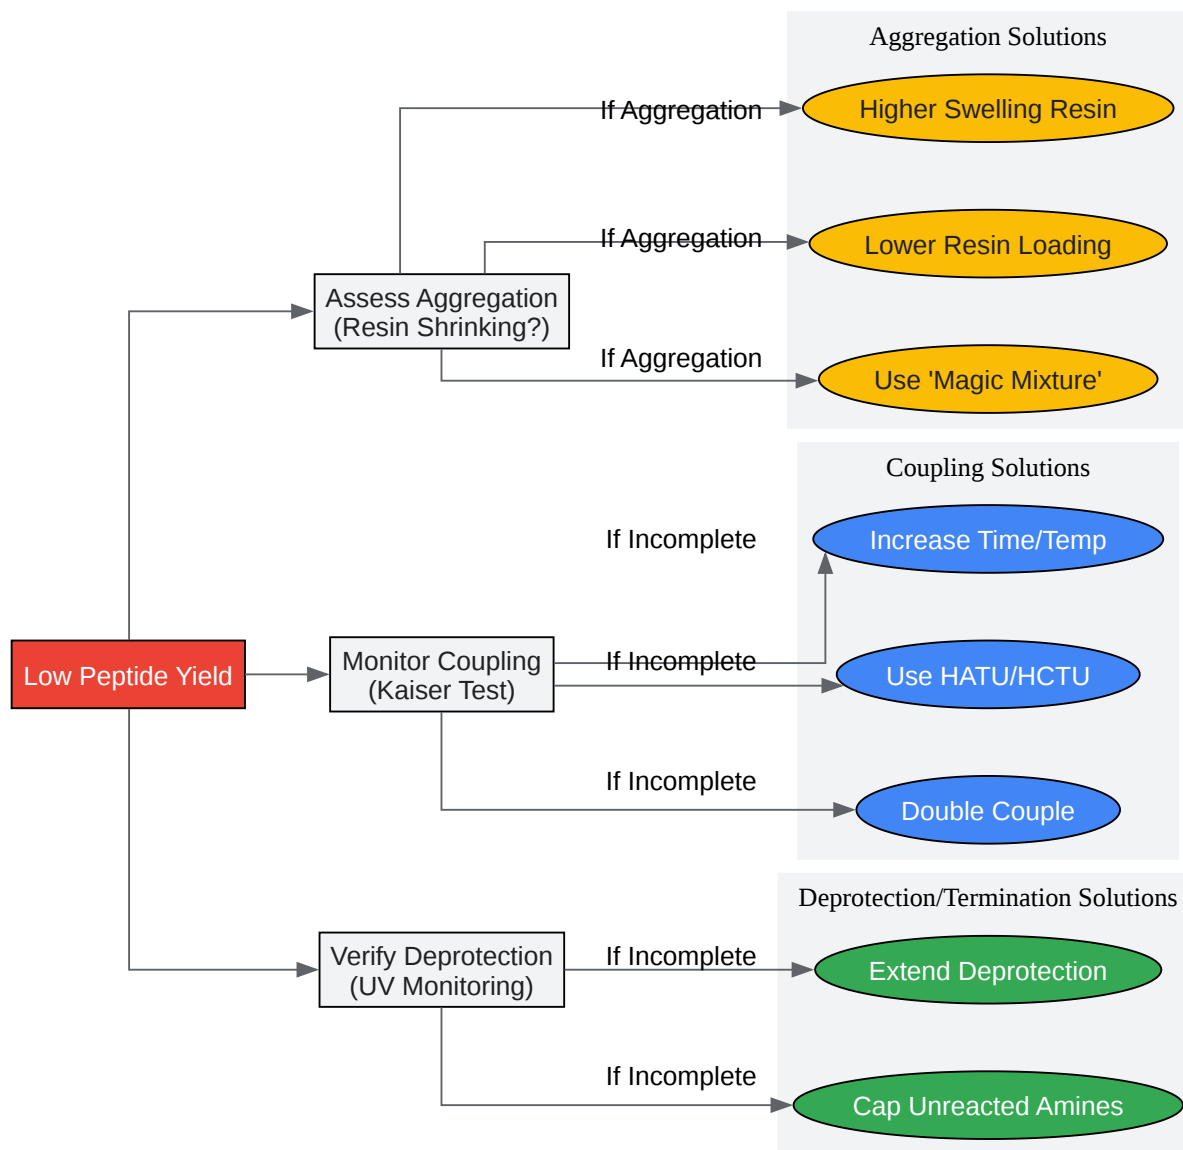 Aggregation Solutions
If Aggregation
Higher Swelling Resin
If Aggregation
Lower Resin Loading
Assess Aggregation
(Resin Shrinking?)
If Aggregation
Use 'Magic Mixture'
Coupling Solutions
If Incomplete
Increase Time/Temp
Low Peptide Yield
Monitor Coupling
(Kaiser Test)
If Incomplete
Use HATU/HCTU
If Incomplete
Double Couple
Deprotection/Termination Solutions
Verify Deprotection
(UV Monitoring)
If Incomplete
Extend Deprotection
If Incomplete
Cap Unreacted Amines